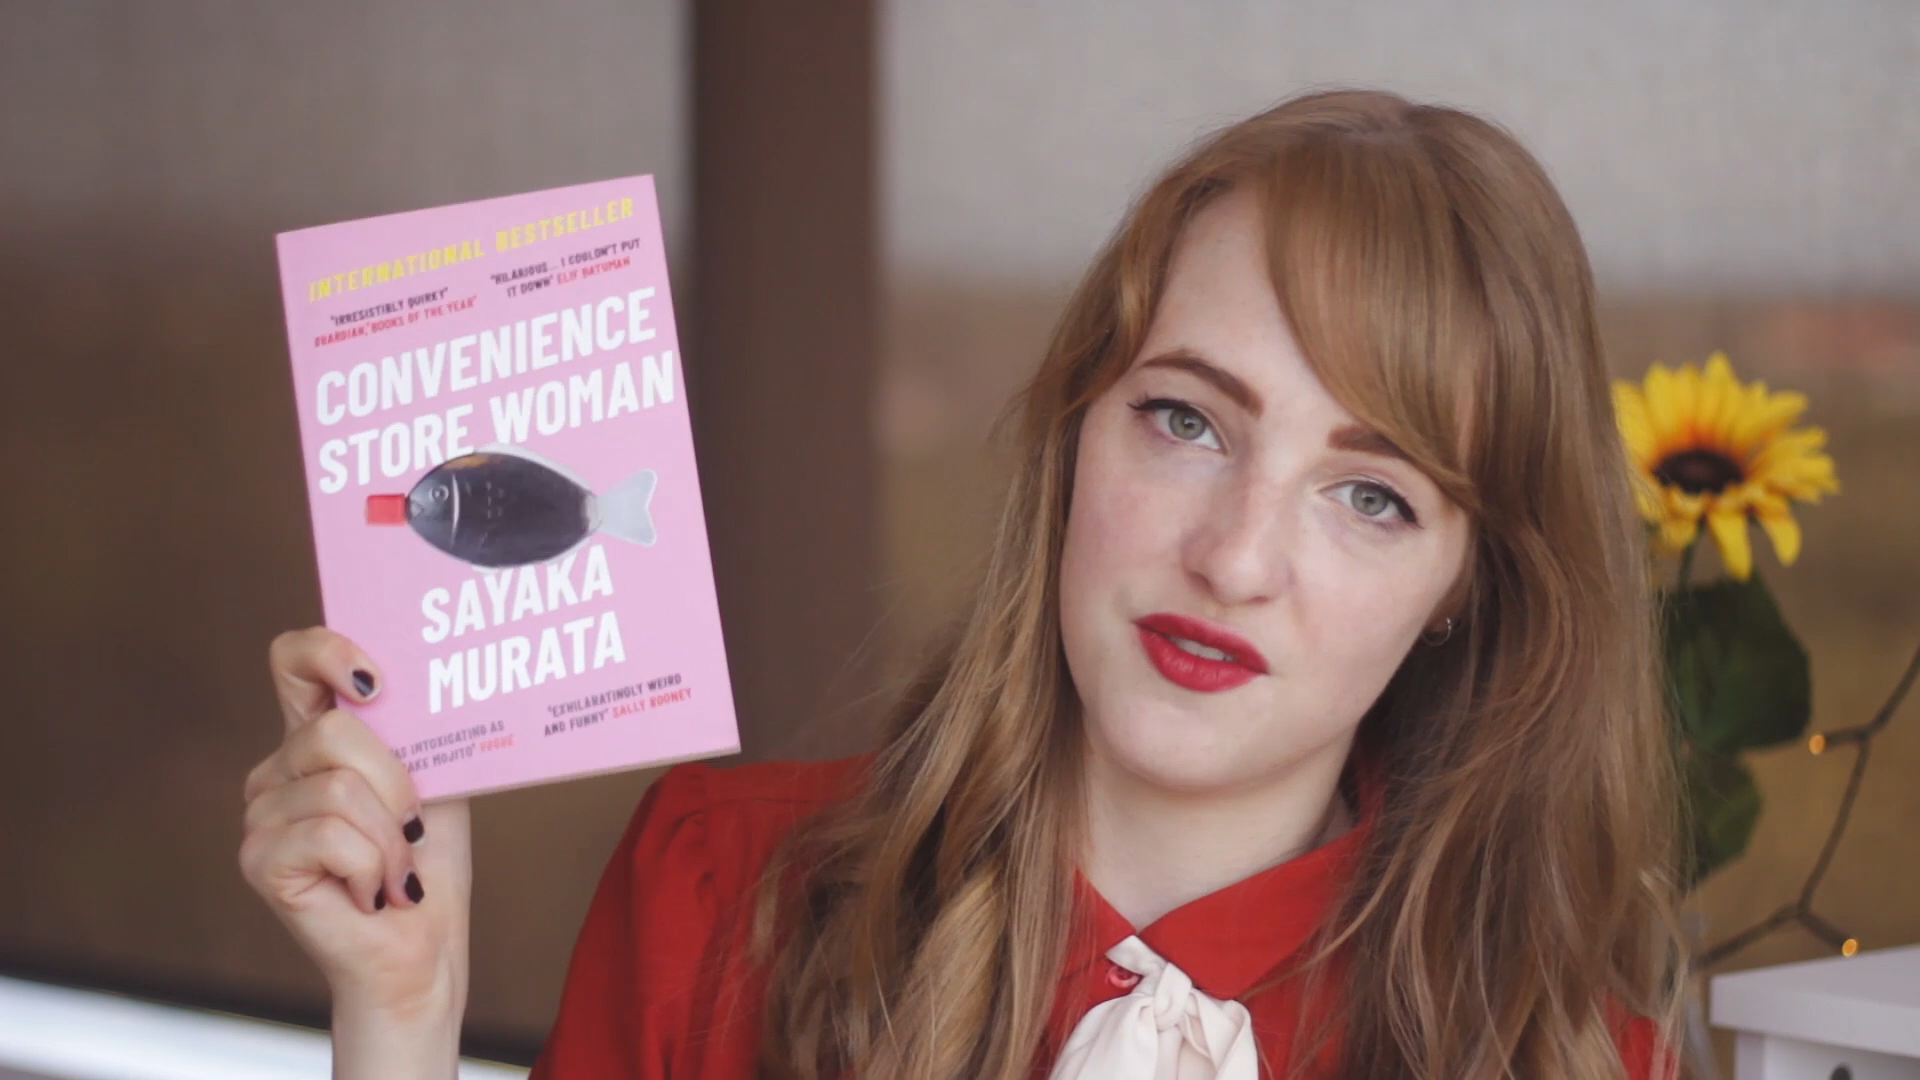 INTERNATIONAL BESTSELLER
"IRRESISTIBLY QUIRKY"
GUARDIAN, 'BOOKS OF THE YEAR'
"HILARIOUS... I COULDN'T PUT
IT DOWN" ELIF BATUMAN
CONVENIENCE
STORE WOMAN
SAYAKA
MURATA
AS INTOXICATING AS
MOJITO" VOGUE
"EXHILARATINGLY WEIRD
AND FUNNY" SALLY ROONEY